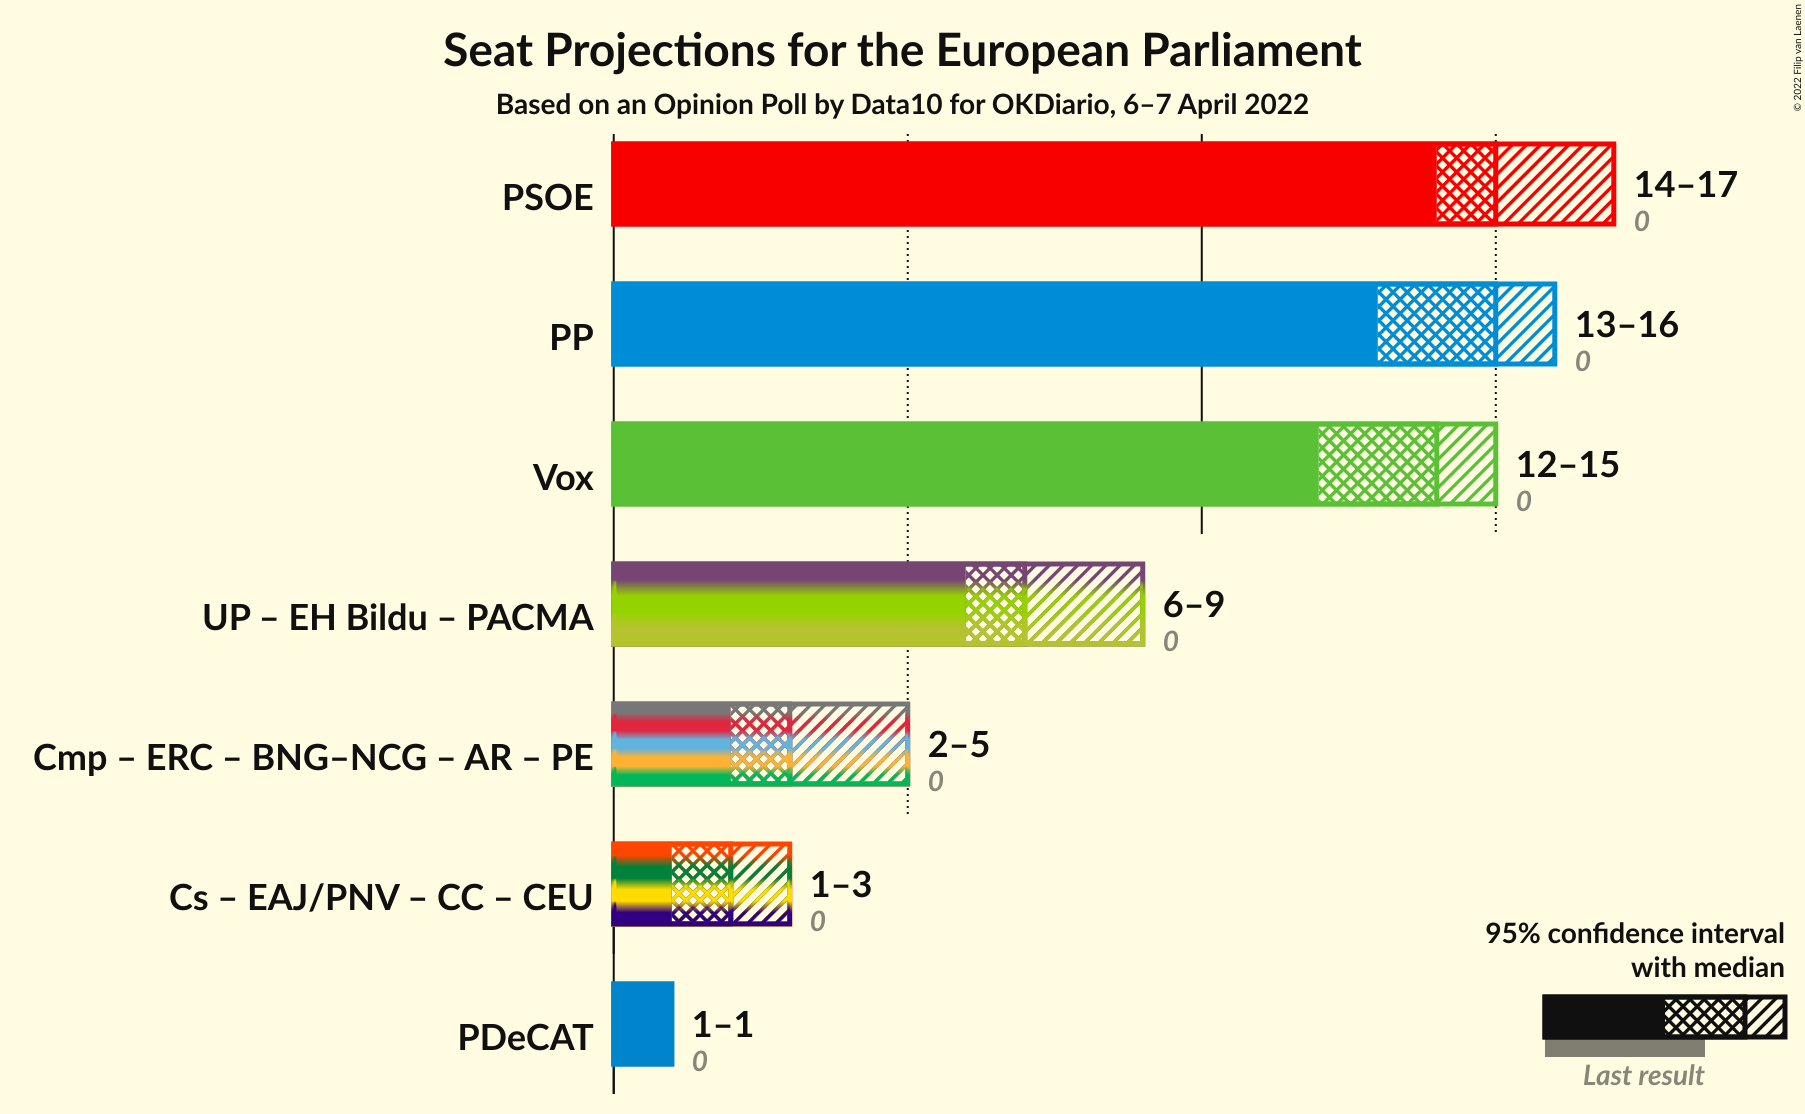 Seat Projections for the European Parliament
Based on an Opinion Poll by Data10 for OKDiario, 6–7 April 2022
© 2022 Filip van Laenen
PSOE
14–17
0
PP
13–16
0
Vox
12–15
0
UP – EH Bildu – PACMA
6–9
0
Cmp – ERC – BNG–NCG – AR – PE
2–5
0
Cs – EAJ/PNV – CC – CEU
1–3
0
PDeCAT
1–1
0
95% confidence interval
with median
Last result